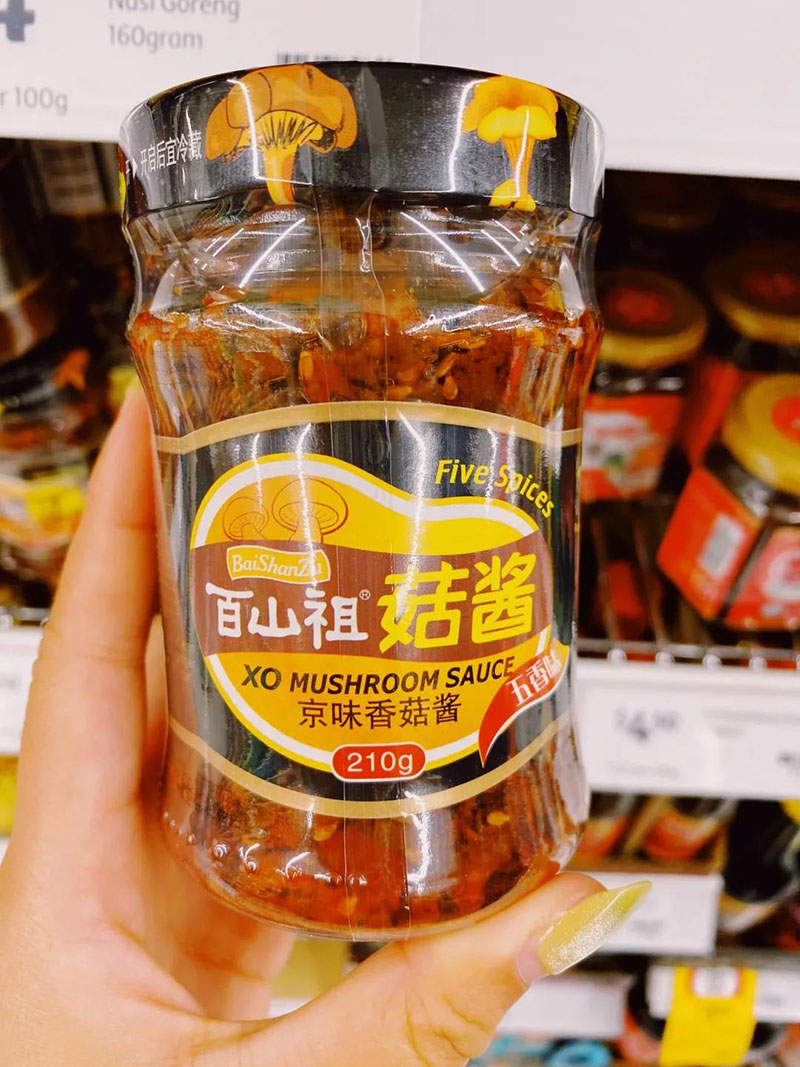 Nasi Goreng
160gram
r 100g
开启后宜冷藏
Five Spices
BaiShanZu
百山祖® 菇酱
XO MUSHROOM SAUCE
五香味
京味香菇酱
210g